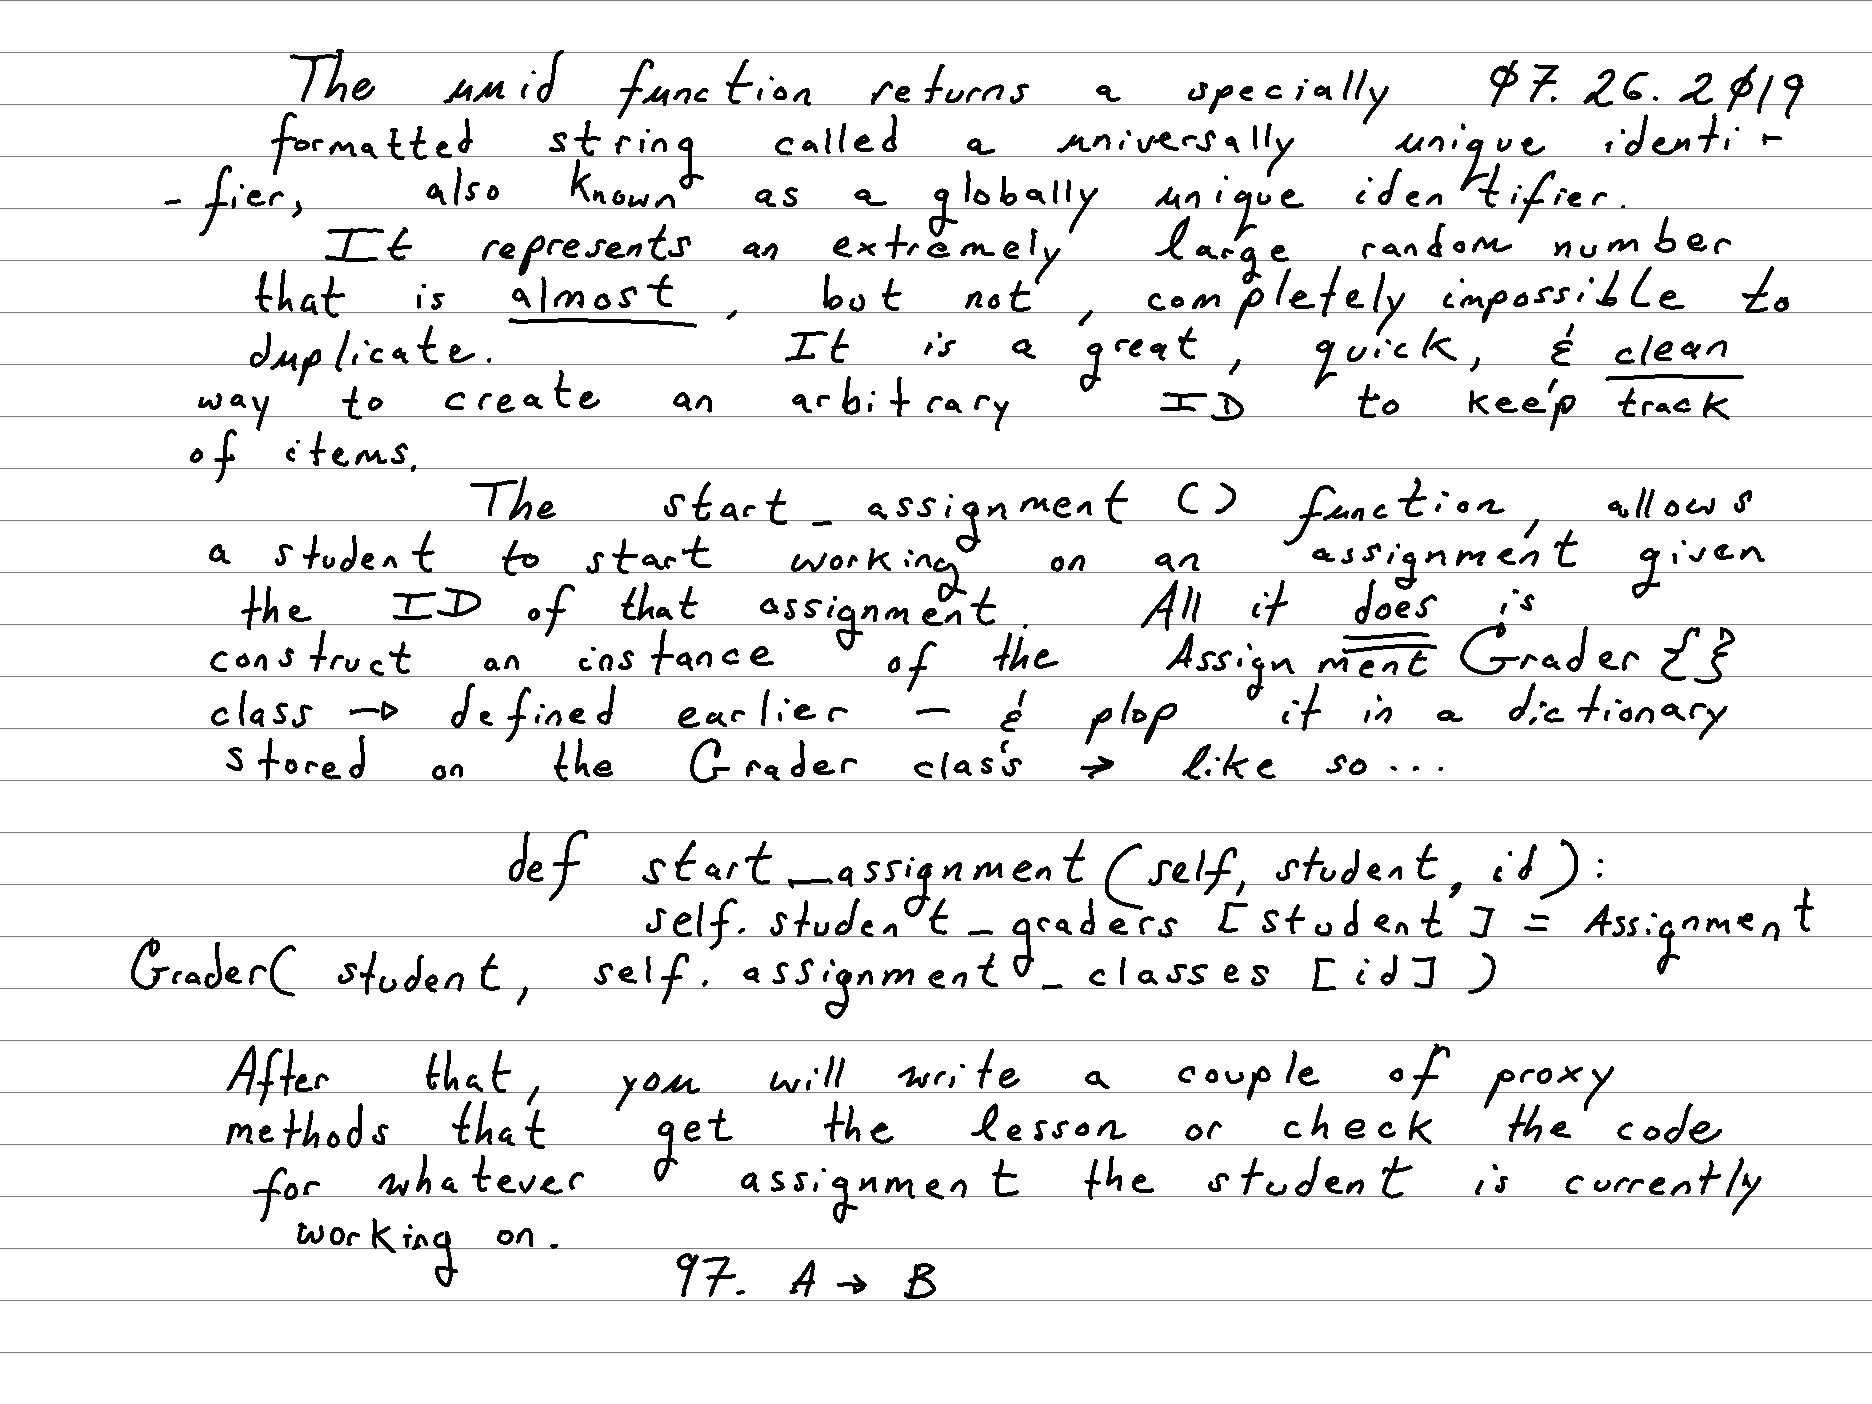 The uuid function returns a specially 07.26.2019
formatted string called a universally unique identi-
-fier, also known as a globally unique identifier.
It represents an extremely large random number
that is almost, but not, completely impossible to
duplicate. It is a great, quick, & clean
way to create an arbitrary ID to keep track
of items.
The start_assignment () function, allows
a student to start working on an assignment given
the ID of that assignment. All it does is
construct an instance of the Assignment Grader {}
class → defined earlier - & plop it in a dictionary
stored on the Grader class → like so...
def start_assignment (self, student, id):
self.student_graders [student] = Assignment
Grader( student, self.assignment_classes [id] )
After that, you will write a couple of proxy
methods that get the lesson or check the code
for whatever assignment the student is currently
working on.
97. A → B